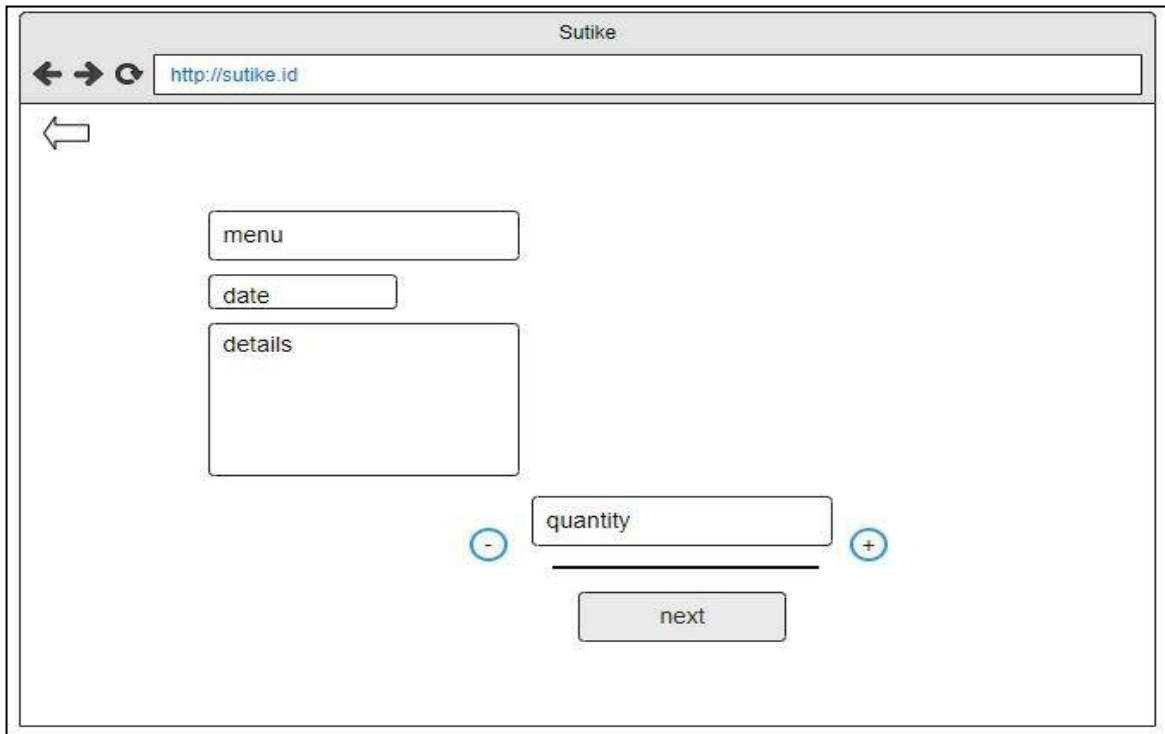 Sutike
http://sutike.id
menu
date
details
quantity
- +
next